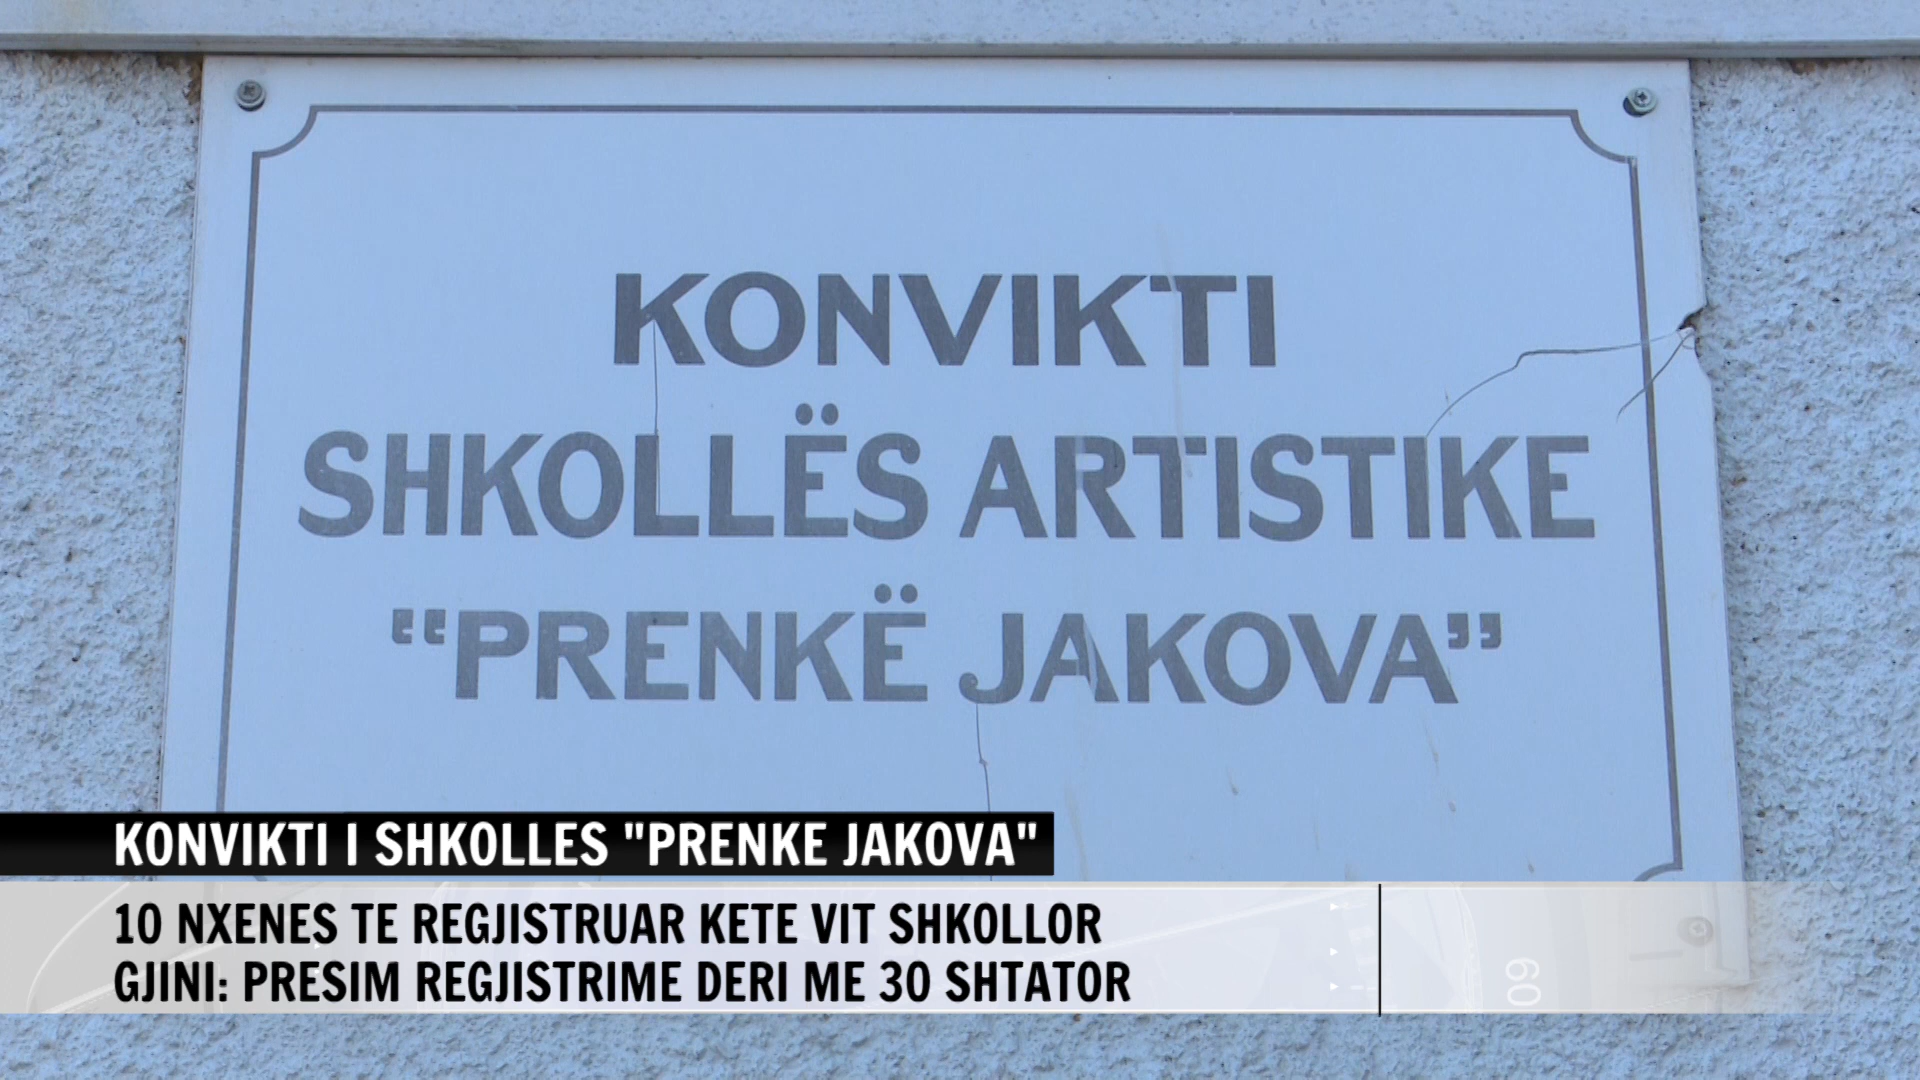 KONVIKTI
SHKOLLËS ARTISTIKE
“PRENKË JAKOVA”
KONVIKTI I SHKOLLES "PRENKE JAKOVA"
10 NXENES TE REGJISTRUAR KETE VIT SHKOLLOR
GJINI: PRESIM REGJISTRIME DERI ME 30 SHTATOR
09